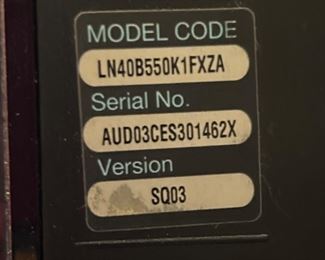 MODEL CODE
LN40B550K1FXZA
Serial No.
AUD03CES301462X
Version
SQ03